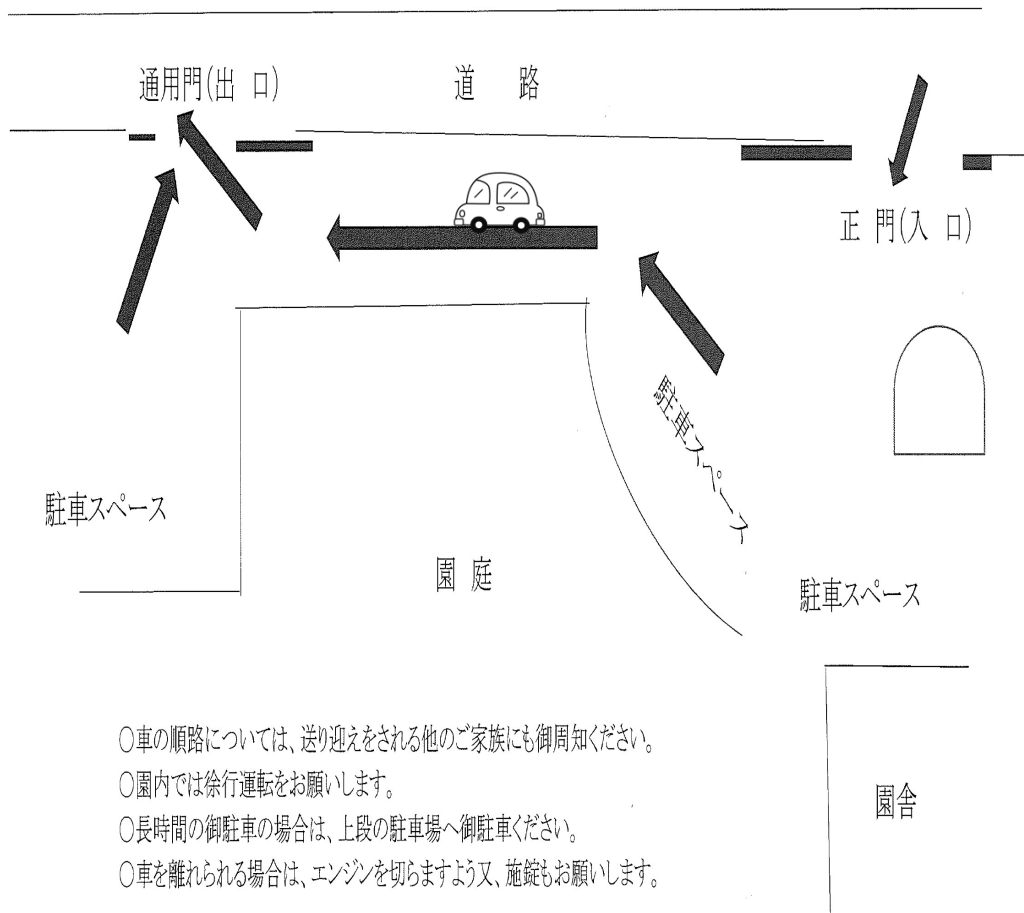 通用門(出 口)
道 路
正 門(入 口)
駐車スペース
駐車スペース
園 庭
駐車スペース
園舎
○車の順路については、送り迎えをされる他のご家族にも御周知ください。
○園内では徐行運転をお願いします。
○長時間の御駐車の場合は、上段の駐車場へ御駐車ください。
○車を離れられる場合は、エンジンを切らますよう又、施錠もお願いします。